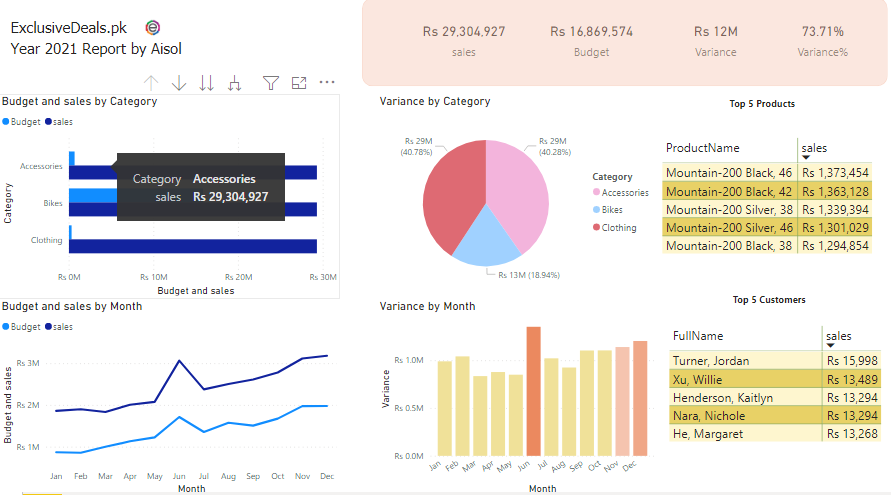 ExclusiveDeals.pk
Year 2021 Report by Aisol
Rs 29,304,927
sales
Rs 16,869,574
Budget
Rs 12M
Variance
73.71%
Variance%
Budget and sales by Category
Budget sales
Category
Accessories
Bikes
Clothing
Category Accessories
sales Rs 29,304,927
Rs 0M Rs 10M Rs 20M Rs 30M
Budget and sales
Variance by Category
Rs 29M
(40.78%)
Rs 29M
(40.28%)
Rs 13M (18.94%)
Category
Accessories
Bikes
Clothing
Top 5 Products
ProductName sales
Mountain-200 Black, 46 Rs 1,373,454
Mountain-200 Black, 42 Rs 1,363,128
Mountain-200 Silver, 38 Rs 1,339,394
Mountain-200 Silver, 46 Rs 1,301,029
Mountain-200 Black, 38 Rs 1,294,854
Budget and sales by Month
Budget sales
Budget and sales
Rs 3M
Rs 2M
Rs 1M
Jan Feb Mar Apr May Jun Jul Aug Sep Oct Nov Dec
Month
Variance by Month
Variance
Rs 1.0M
Rs 0.5M
Rs 0.0M
Jan Feb Mar Apr May Jun Jul Aug Sep Oct Nov Dec
Month
Top 5 Customers
FullName sales
Turner, Jordan Rs 15,998
Xu, Willie Rs 13,489
Henderson, Kaitlyn Rs 13,294
Nara, Nichole Rs 13,294
He, Margaret Rs 13,268